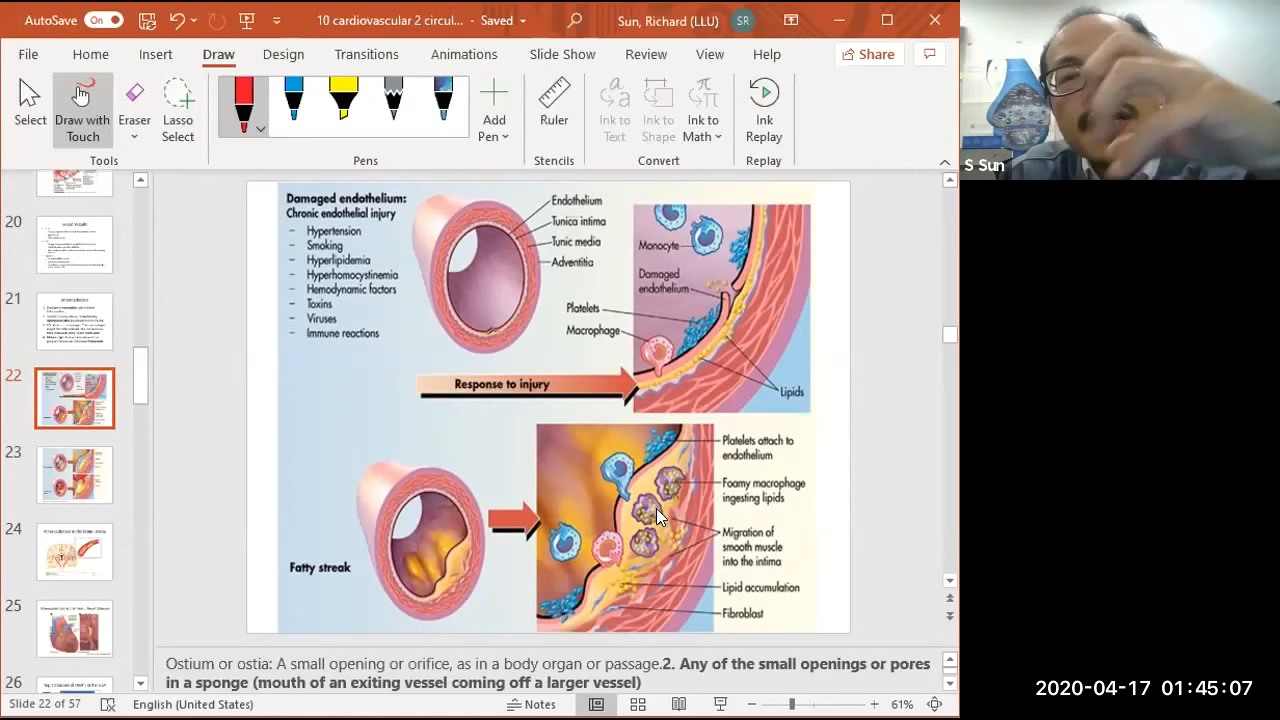 AutoSave On
10 cardiovascular 2 circul... - Saved
Sun, Richard (LLU) SR
File Home Insert Draw Design Transitions Animations Slide Show Review View Help Share
Select
Draw with Touch
Eraser
Lasso Select
Add Pen
Ruler
Ink to Text
Ink to Shape
Ink to Math
Ink Replay
Tools
Pens
Stencils
Convert
Replay
S Sun
20
21
22
23
24
25
26
Damaged endothelium:
Chronic endothelial injury
– Hypertension
– Smoking
– Hyperlipidemia
– Hyperhomocystinemia
– Hemodynamic factors
– Toxins
– Viruses
– Immune reactions
Endothelium
Tunica intima
Tunic media
Adventitia
Monocyte
Damaged
endothelium
Platelets
Macrophage
Lipids
Response to injury
Fatty streak
Platelets attach to
endothelium
Foamy macrophage
ingesting lipids
Migration of
smooth muscle
into the intima
Lipid accumulation
Fibroblast
Ostium or ostia: A small opening or orifice, as in a body organ or passage.2. Any of the small openings or pores
in a sponge(mouth of an exiting vessel coming off a larger vessel)
Slide 22 of 57
English (United States)
Notes
61%
2020-04-17 01:45:07